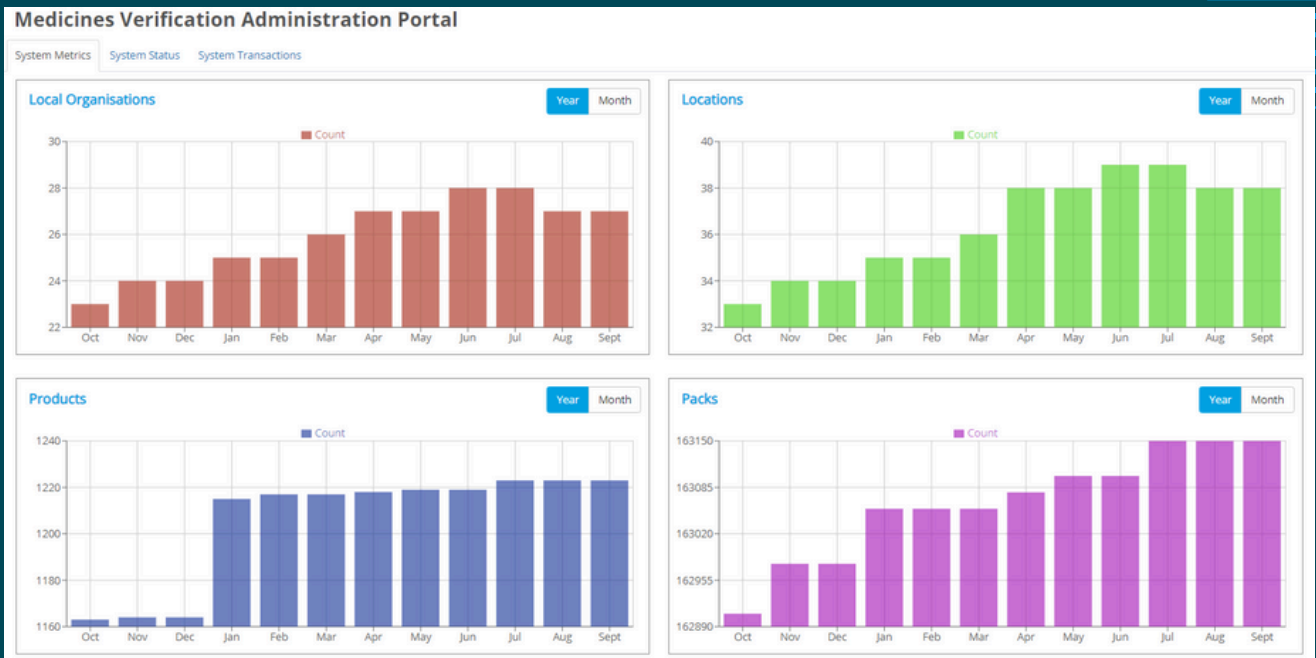 Medicines Verification Administration Portal
System Metrics System Status System Transactions
Local Organisations Year Month
Count
30
28
26
24
22
Oct Nov Dec Jan Feb Mar Apr May Jun Jul Aug Sept
Locations Year Month
Count
40
38
36
34
32
Oct Nov Dec Jan Feb Mar Apr May Jun Jul Aug Sept
Products Year Month
Count
1240
1220
1200
1180
1160
Oct Nov Dec Jan Feb Mar Apr May Jun Jul Aug Sept
Packs Year Month
Count
163150
163085
163020
162955
162890
Oct Nov Dec Jan Feb Mar Apr May Jun Jul Aug Sept